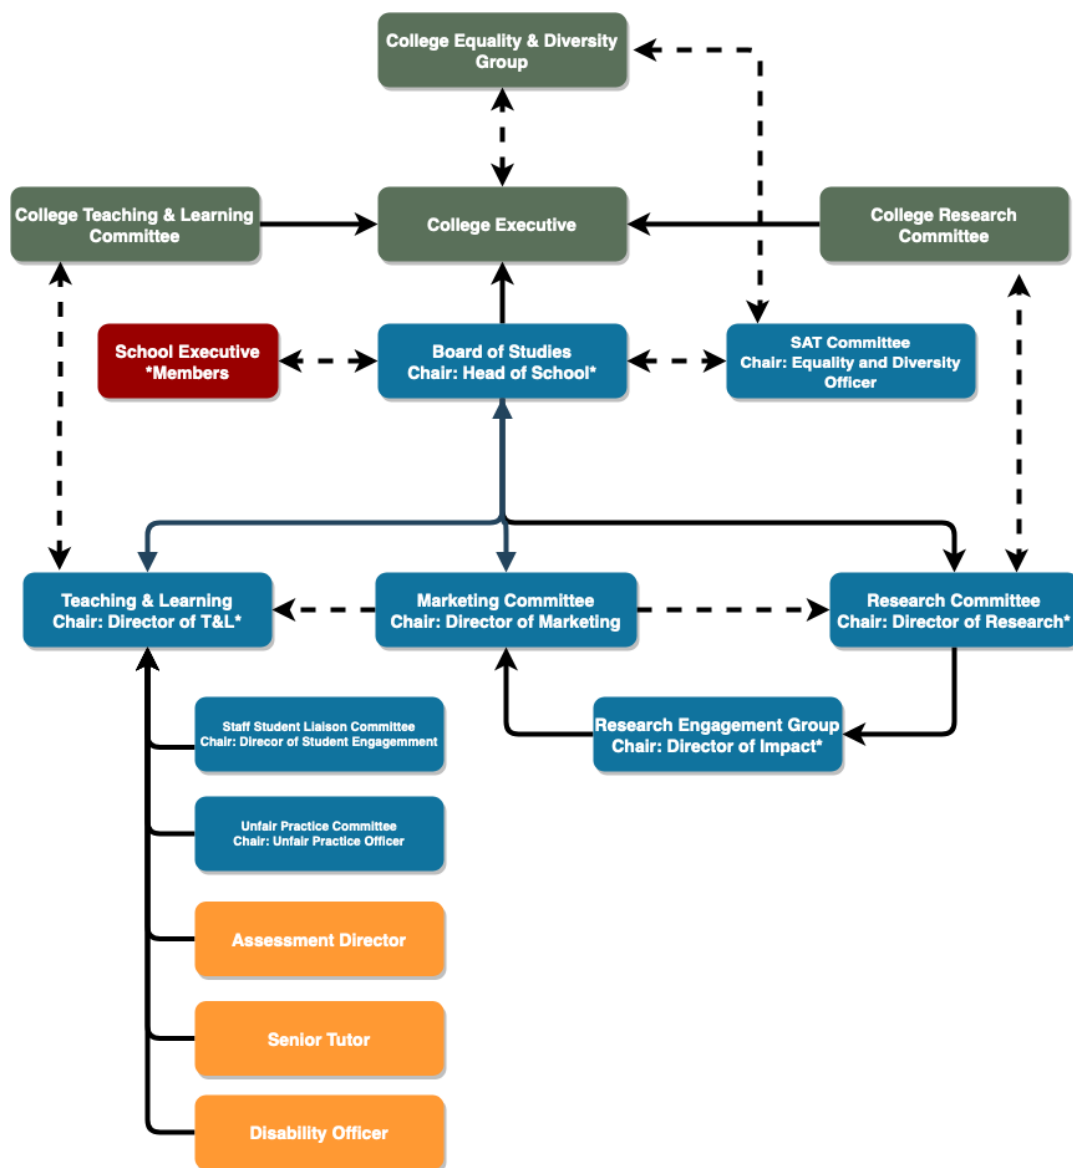 College Equality & Diversity
Group
College Teaching & Learning
Committee
College Executive
College Research
Committee
School Executive
*Members
Board of Studies
Chair: Head of School*
SAT Committee
Chair: Equality and Diversity
Officer
Teaching & Learning
Chair: Director of T&L*
Marketing Committee
Chair: Director of Marketing
Research Committee
Chair: Director of Research*
Staff Student Liaison Committee
Chair: Direcor of Student Engagemment
Research Engagement Group
Chair: Director of Impact*
Unfair Practice Committee
Chair: Unfair Practice Officer
Assessment Director
Senior Tutor
Disability Officer